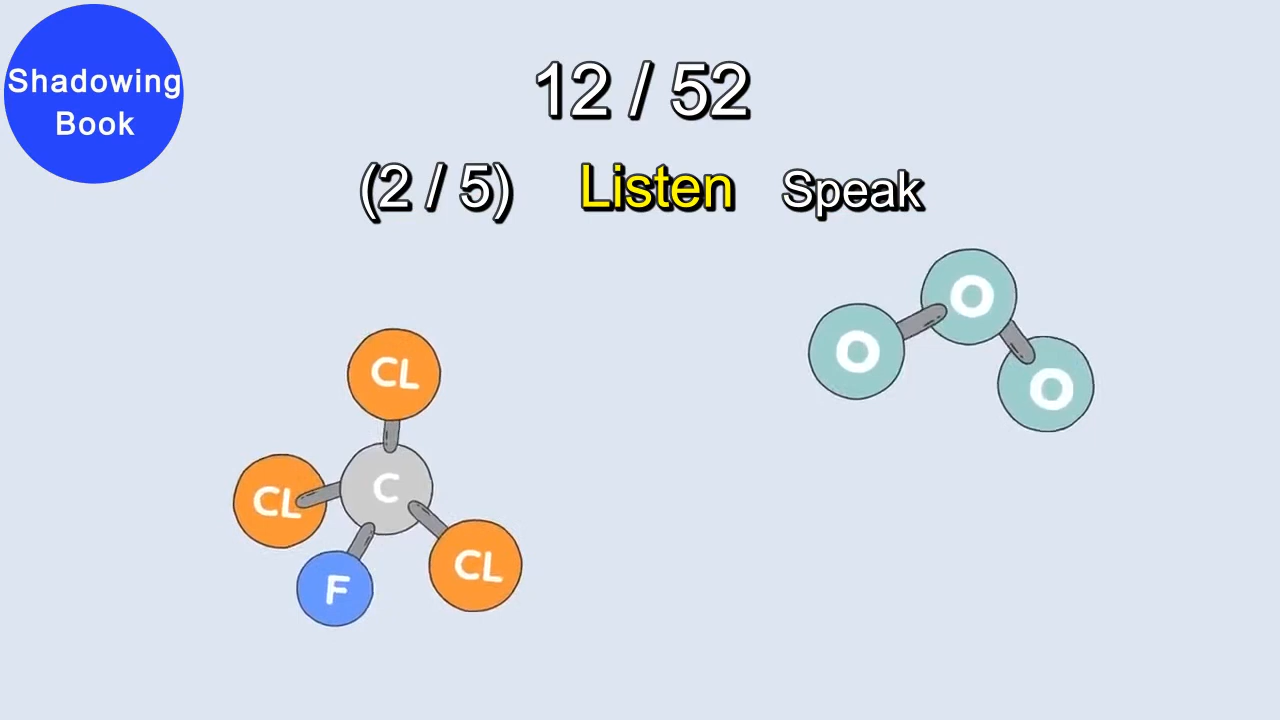 Shadowing
Book
12 / 52
(2 / 5) Listen Speak
CL
C
CL
CL
F
O
O
O